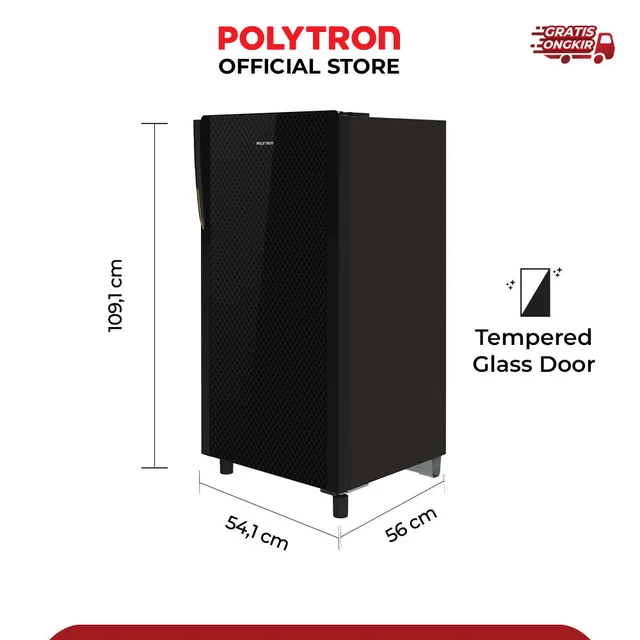 POLYTRON
OFFICIAL STORE
GRATIS
ONGKIR
POLYTRON
109,1 cm
Tempered
Glass Door
54,1 cm
56 cm